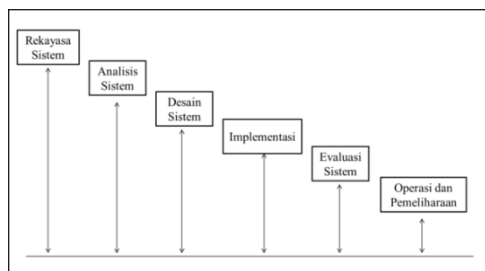 Rekayasa
Sistem
Analisis
Sistem
Desain
Sistem
Implementasi
Evaluasi
Sistem
Operasi dan
Pemeliharaan